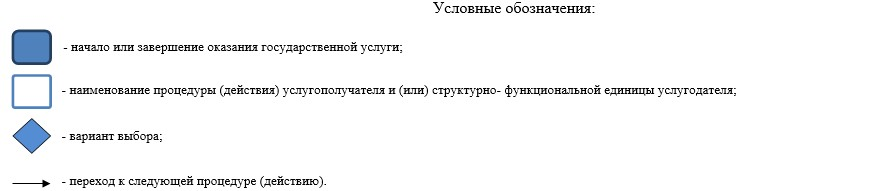 Условные обозначения:
- начало или завершение оказания государственной услуги;
- наименование процедуры (действия) услугополучателя и (или) структурно- функциональной единицы услугодателя;
- вариант выбора;
- переход к следующей процедуре (действию).